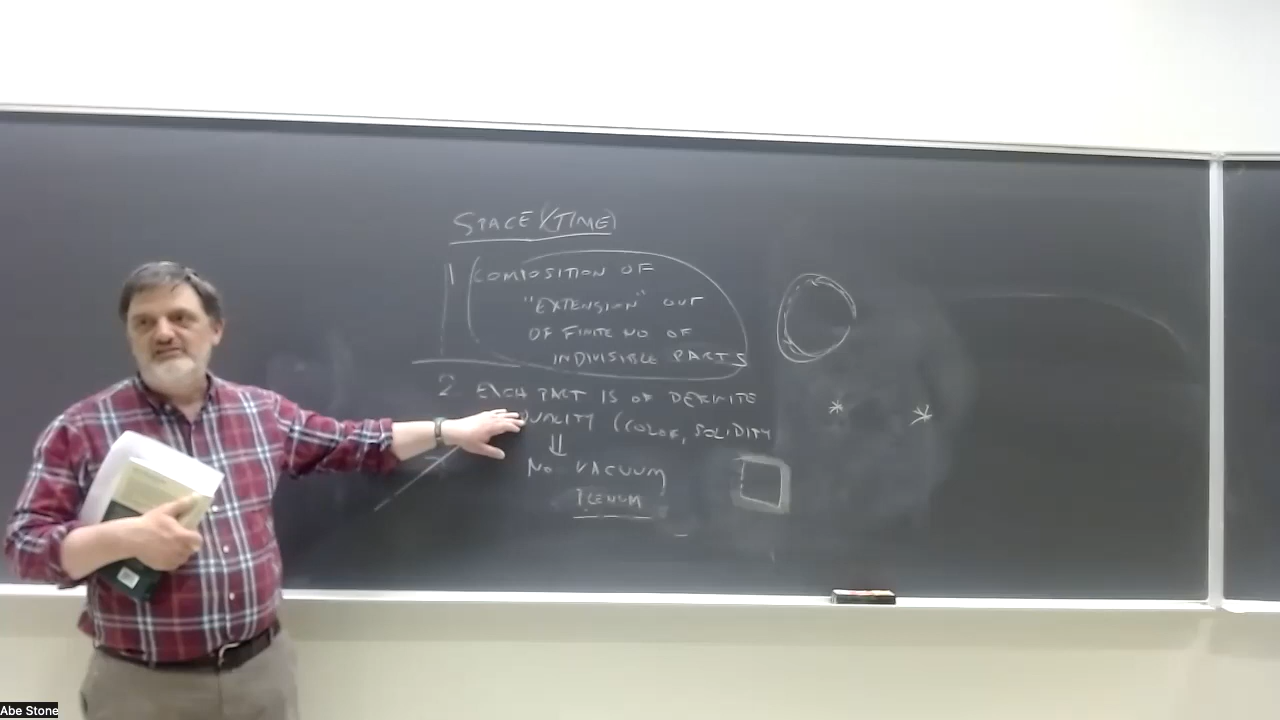 SPACE/(TIME)
1 COMPOSITION OF
"EXTENSION" OUT
OF FINITE NO OF
INDIVISIBLE PARTS
2 EACH PART IS OF DEFINITE
QUALITY (COLOR, SOLIDITY
⇓
NO VACUUM
PLENUM
Abe Stone